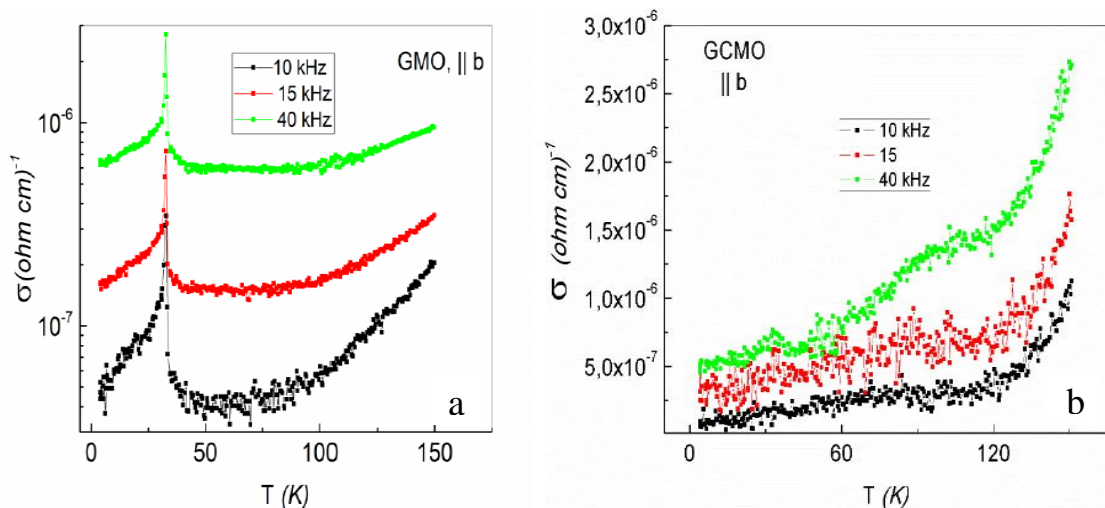 GMO, || b
10 kHz
15 kHz
40 kHz
10⁻⁶
10⁻⁷
σ(ohm cm)⁻¹
0
50
100
150
T (K)
a
GCMO
|| b
10 kHz
15
40 kHz
3,0x10⁻⁶
2,5x10⁻⁶
2,0x10⁻⁶
1,5x10⁻⁶
1,0x10⁻⁶
5,0x10⁻⁷
σ (ohm cm)⁻¹
0
60
120
T (K)
b